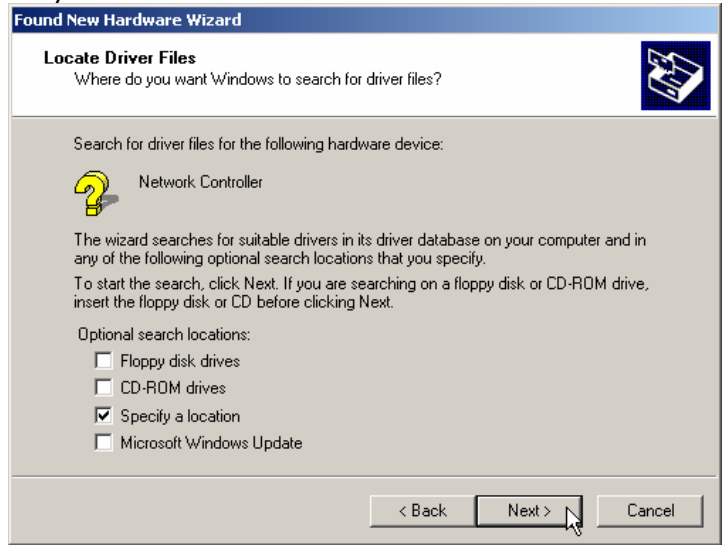 Found New Hardware Wizard
Locate Driver Files
Where do you want Windows to search for driver files?
Search for driver files for the following hardware device:
Network Controller
The wizard searches for suitable drivers in its driver database on your computer and in
any of the following optional search locations that you specify.
To start the search, click Next. If you are searching on a floppy disk or CD-ROM drive,
insert the floppy disk or CD before clicking Next.
Optional search locations:
Floppy disk drives
CD-ROM drives
Specify a location
Microsoft Windows Update
< Back Next > Cancel